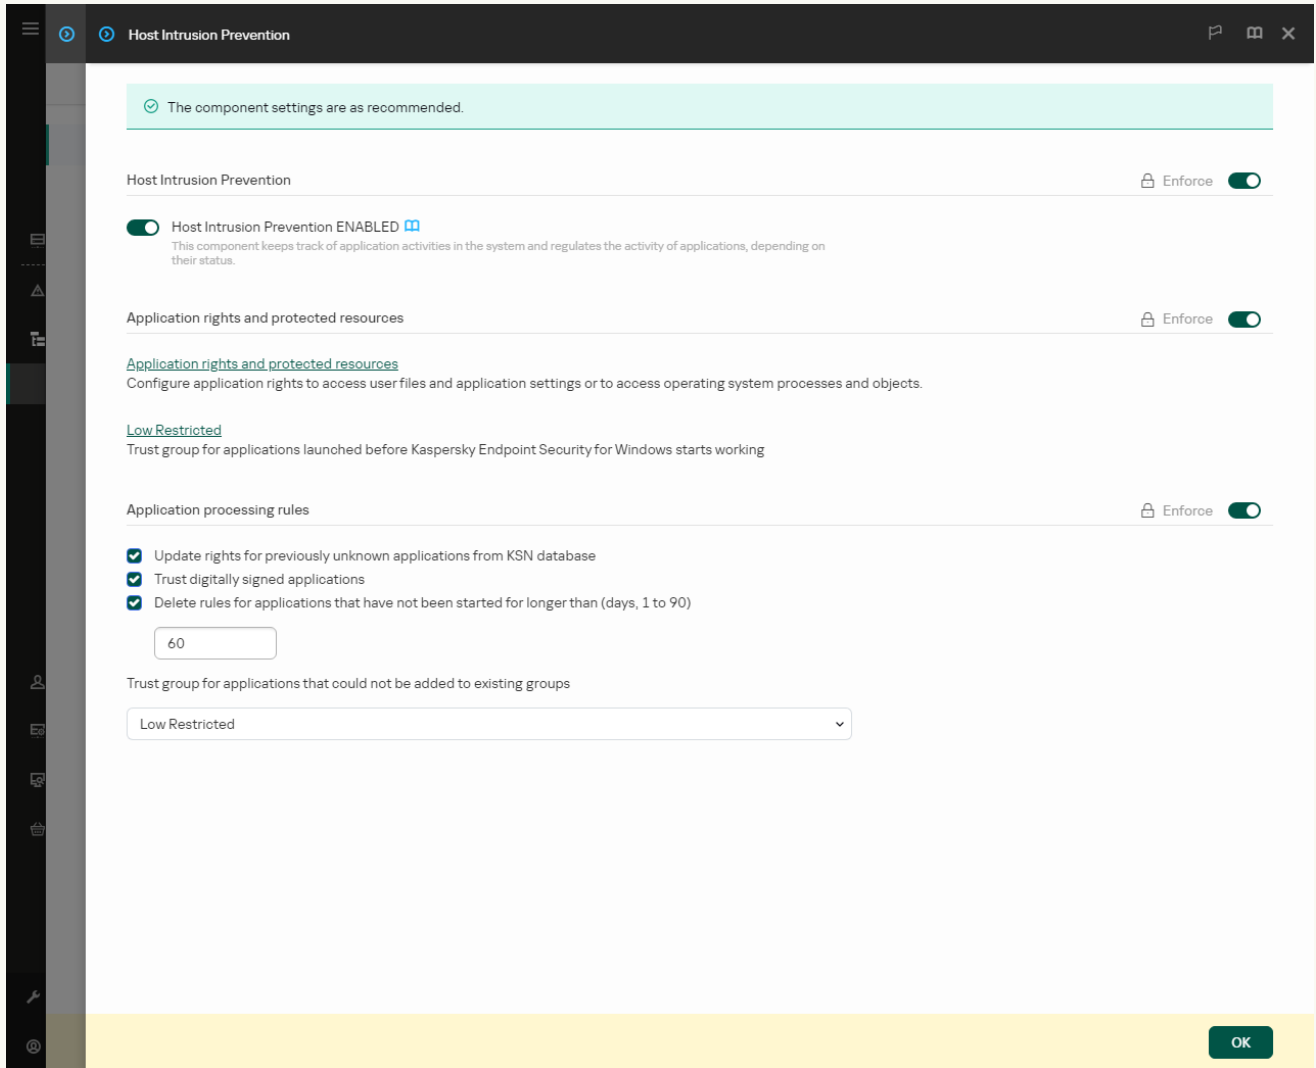 Host Intrusion Prevention
The component settings are as recommended.
Host Intrusion Prevention
Enforce
Host Intrusion Prevention ENABLED
This component keeps track of application activities in the system and regulates the activity of applications, depending on
their status.
Application rights and protected resources
Enforce
Application rights and protected resources
Configure application rights to access user files and application settings or to access operating system processes and objects.
Low Restricted
Trust group for applications launched before Kaspersky Endpoint Security for Windows starts working
Application processing rules
Enforce
Update rights for previously unknown applications from KSN database
Trust digitally signed applications
Delete rules for applications that have not been started for longer than (days, 1 to 90)
60
Trust group for applications that could not be added to existing groups
Low Restricted
OK